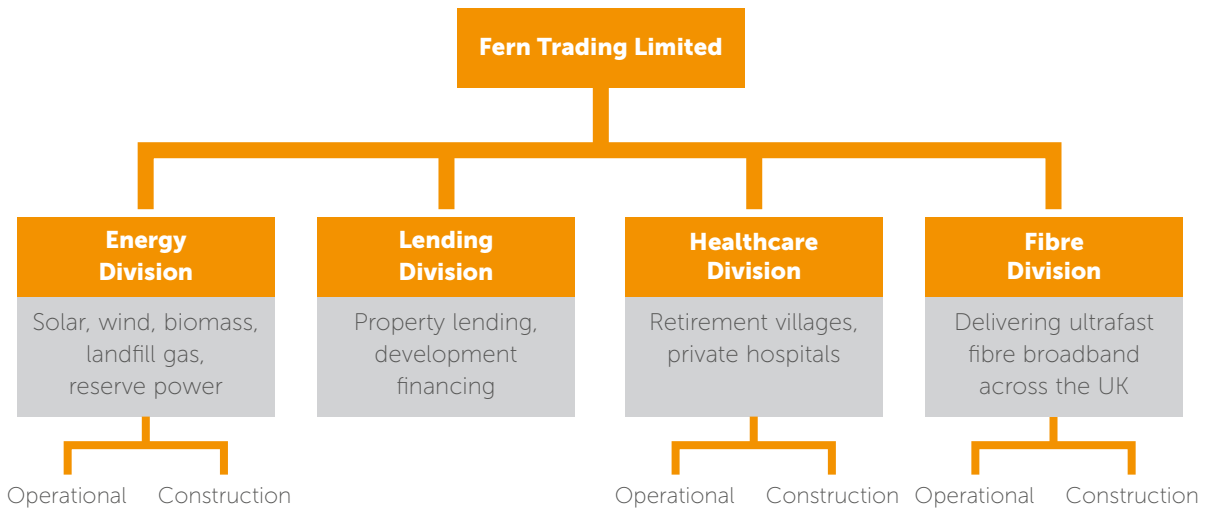 Fern Trading Limited
Energy
Division
Solar, wind, biomass,
landfill gas,
reserve power
Operational
Construction
Lending
Division
Property lending,
development
financing
Healthcare
Division
Retirement villages,
private hospitals
Operational
Construction
Fibre
Division
Delivering ultrafast
fibre broadband
across the UK
Operational
Construction